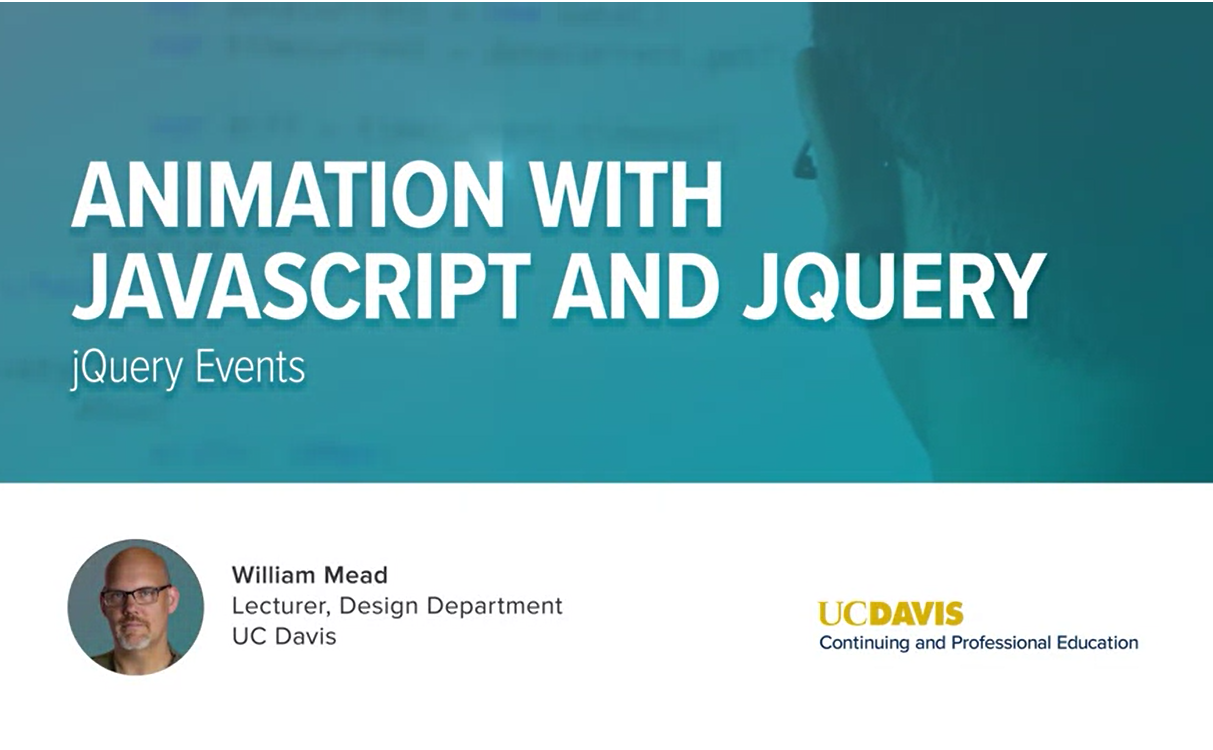 ANIMATION WITH
JAVASCRIPT AND JQUERY
jQuery Events
William Mead
Lecturer, Design Department
UC Davis
UCDAVIS
Continuing and Professional Education